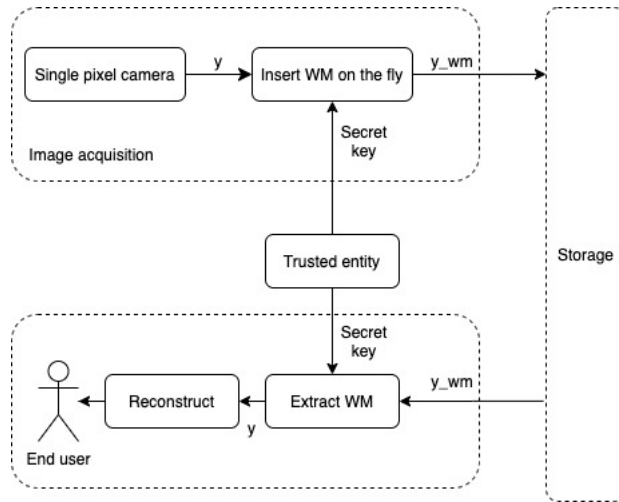 Single pixel camera
y
Insert WM on the fly
y_wm
Image acquisition
Secret
key
Trusted entity
Storage
Secret
key
End user
Reconstruct
y
Extract WM
y_wm